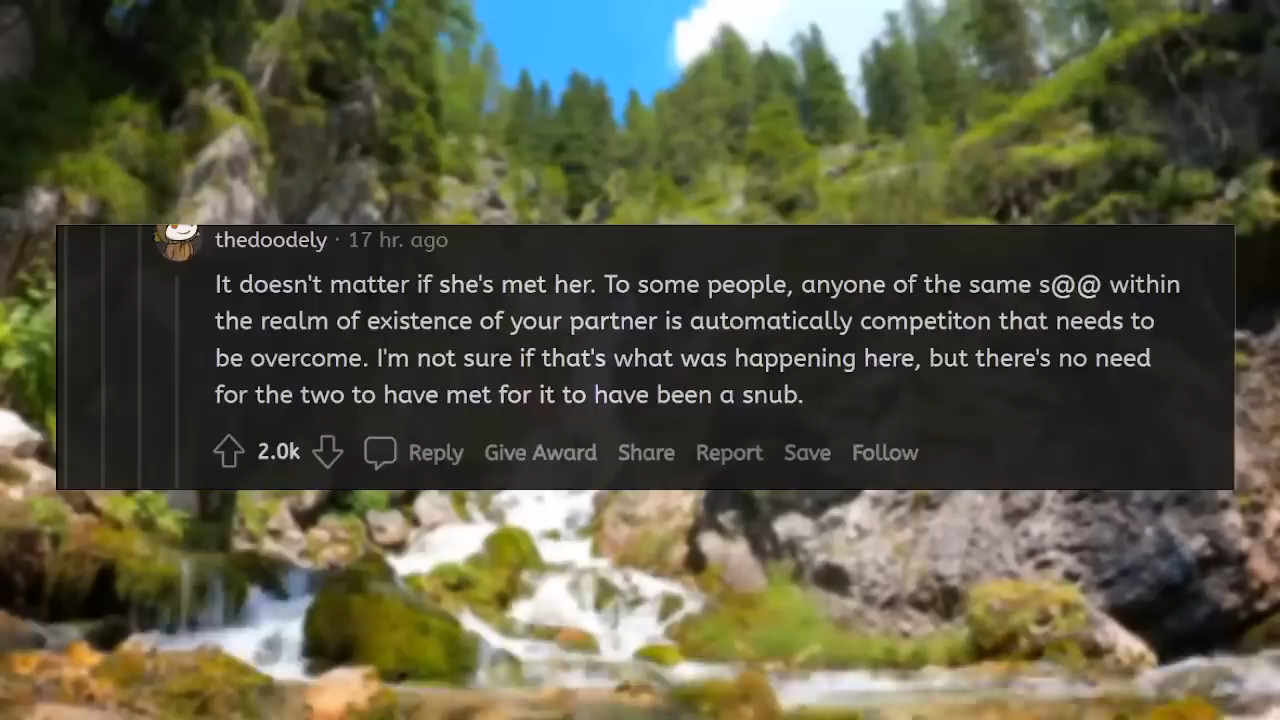 thedoodely · 17 hr. ago
It doesn't matter if she's met her. To some people, anyone of the same s@@ within
the realm of existence of your partner is automatically competiton that needs to
be overcome. I'm not sure if that's what was happening here, but there's no need
for the two to have met for it to have been a snub.
2.0k Reply Give Award Share Report Save Follow